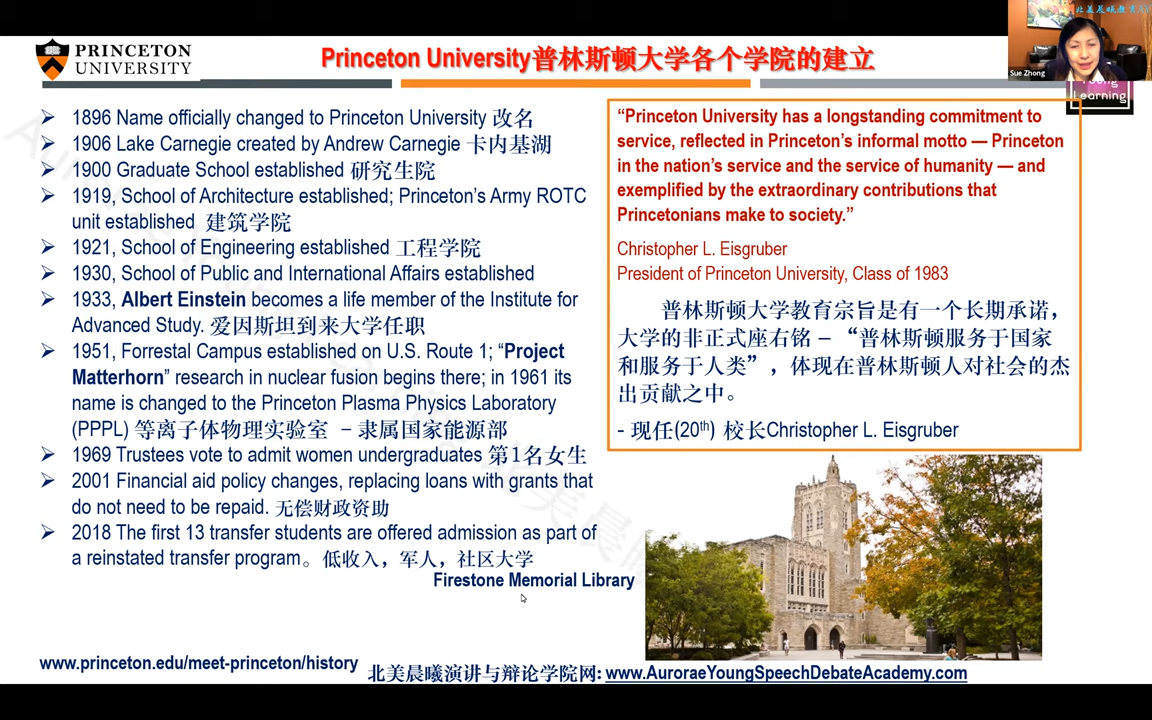 PRINCETON
UNIVERSITY
Princeton University普林斯顿大学各个学院的建立
Sue Zhong
Learning
1896 Name officially changed to Princeton University 改名
1906 Lake Carnegie created by Andrew Carnegie 卡内基湖
1900 Graduate School established 研究生院
1919, School of Architecture established; Princeton's Army ROTC
unit established 建筑学院
1921, School of Engineering established 工程学院
1930, School of Public and International Affairs established
1933, Albert Einstein becomes a life member of the Institute for
Advanced Study. 爱因斯坦到来大学任职
1951, Forrestal Campus established on U.S. Route 1; “Project
Matterhorn” research in nuclear fusion begins there; in 1961 its
name is changed to the Princeton Plasma Physics Laboratory
(PPPL) 等离子体物理实验室 – 隶属国家能源部
1969 Trustees vote to admit women undergraduates 第1名女生
2001 Financial aid policy changes, replacing loans with grants that
do not need to be repaid. 无偿财政资助
2018 The first 13 transfer students are offered admission as part of
a reinstated transfer program。低收入，军人，社区大学
Firestone Memorial Library
“Princeton University has a longstanding commitment to
service, reflected in Princeton's informal motto — Princeton
in the nation's service and the service of humanity — and
exemplified by the extraordinary contributions that
Princetonians make to society.”
Christopher L. Eisgruber
President of Princeton University, Class of 1983
普林斯顿大学教育宗旨是有一个长期承诺，
大学的非正式座右铭 – “普林斯顿服务于国家
和服务于人类”，体现在普林斯顿人对社会的杰
出贡献之中。
- 现任(20th) 校长Christopher L. Eisgruber
www.princeton.edu/meet-princeton/history
北美晨曦演讲与辩论学院网: www.AuroraeYoungSpeechDebateAcademy.com